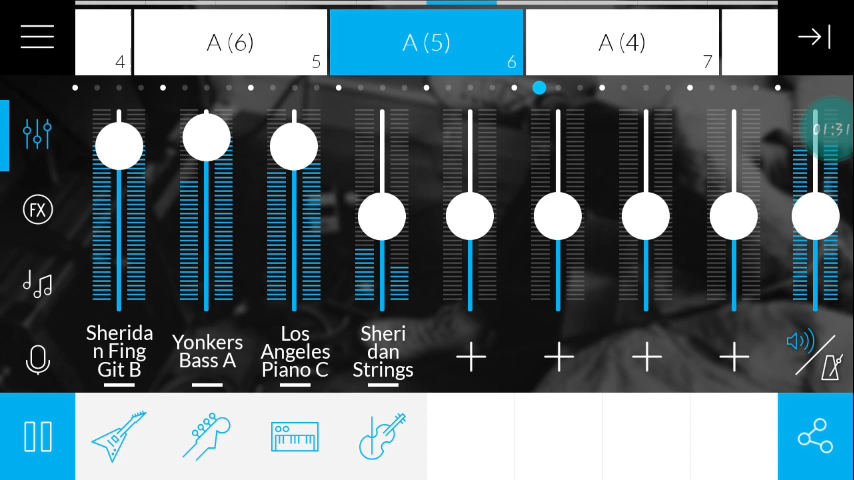 A (6)
A (5)
A (4)
4
5
6
7
01:31
FX
Sherida
n Fing
Git B
Yonkers
Bass A
Los
Angeles
Piano C
Sheri
dan
Strings